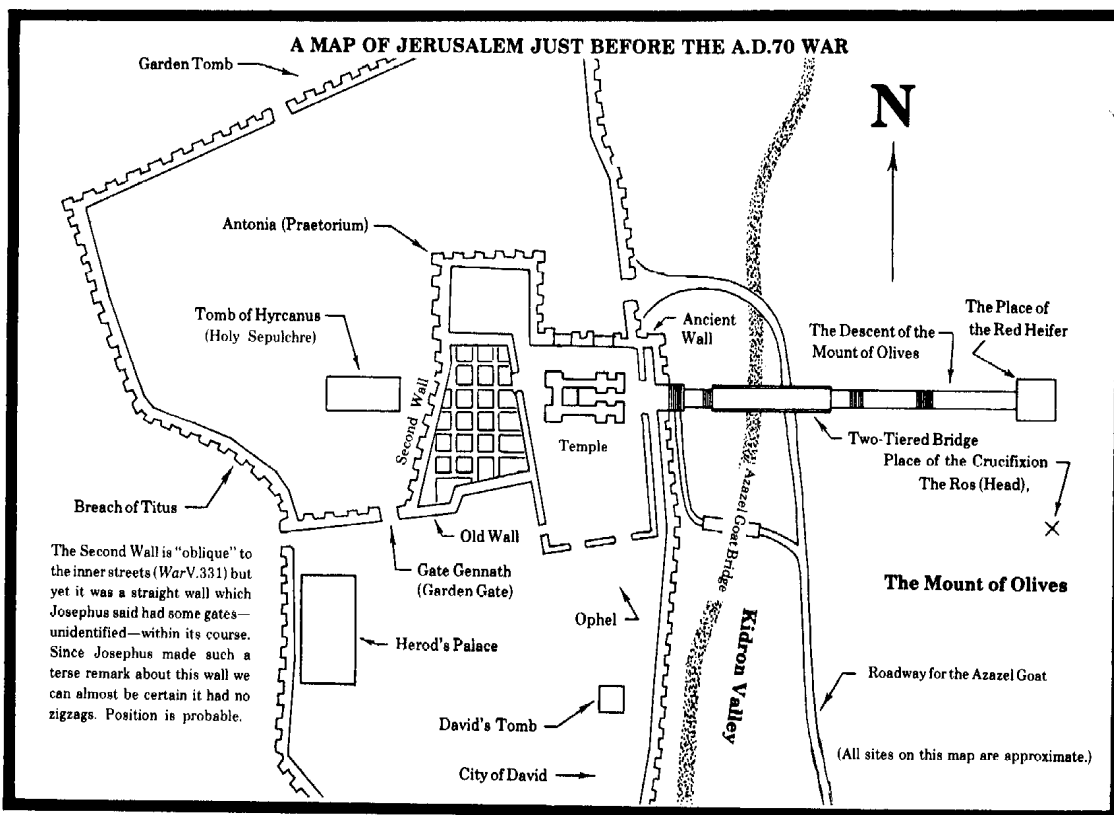 A MAP OF JERUSALEM JUST BEFORE THE A.D.70 WAR
Garden Tomb
N
Antonia (Praetorium)
Tomb of Hyrcanus
(Holy Sepulchre)
Second Wall
Ancient
Wall
The Descent of the
Mount of Olives
The Place of
the Red Heifer
Temple
Two-Tiered Bridge
Place of the Crucifixion
The Ros (Head),
Breach of Titus
Old Wall
Gate Gennath
(Garden Gate)
Azazel Goat Bridge
The Mount of Olives
The Second Wall is "oblique" to
the inner streets (War V.331) but
yet it was a straight wall which
Josephus said had some gates—
unidentified—within its course.
Since Josephus made such a
terse remark about this wall we
can almost be certain it had no
zigzags. Position is probable.
Ophel
Herod's Palace
Kidron Valley
Roadway for the Azazel Goat
David's Tomb
City of David
(All sites on this map are approximate.)